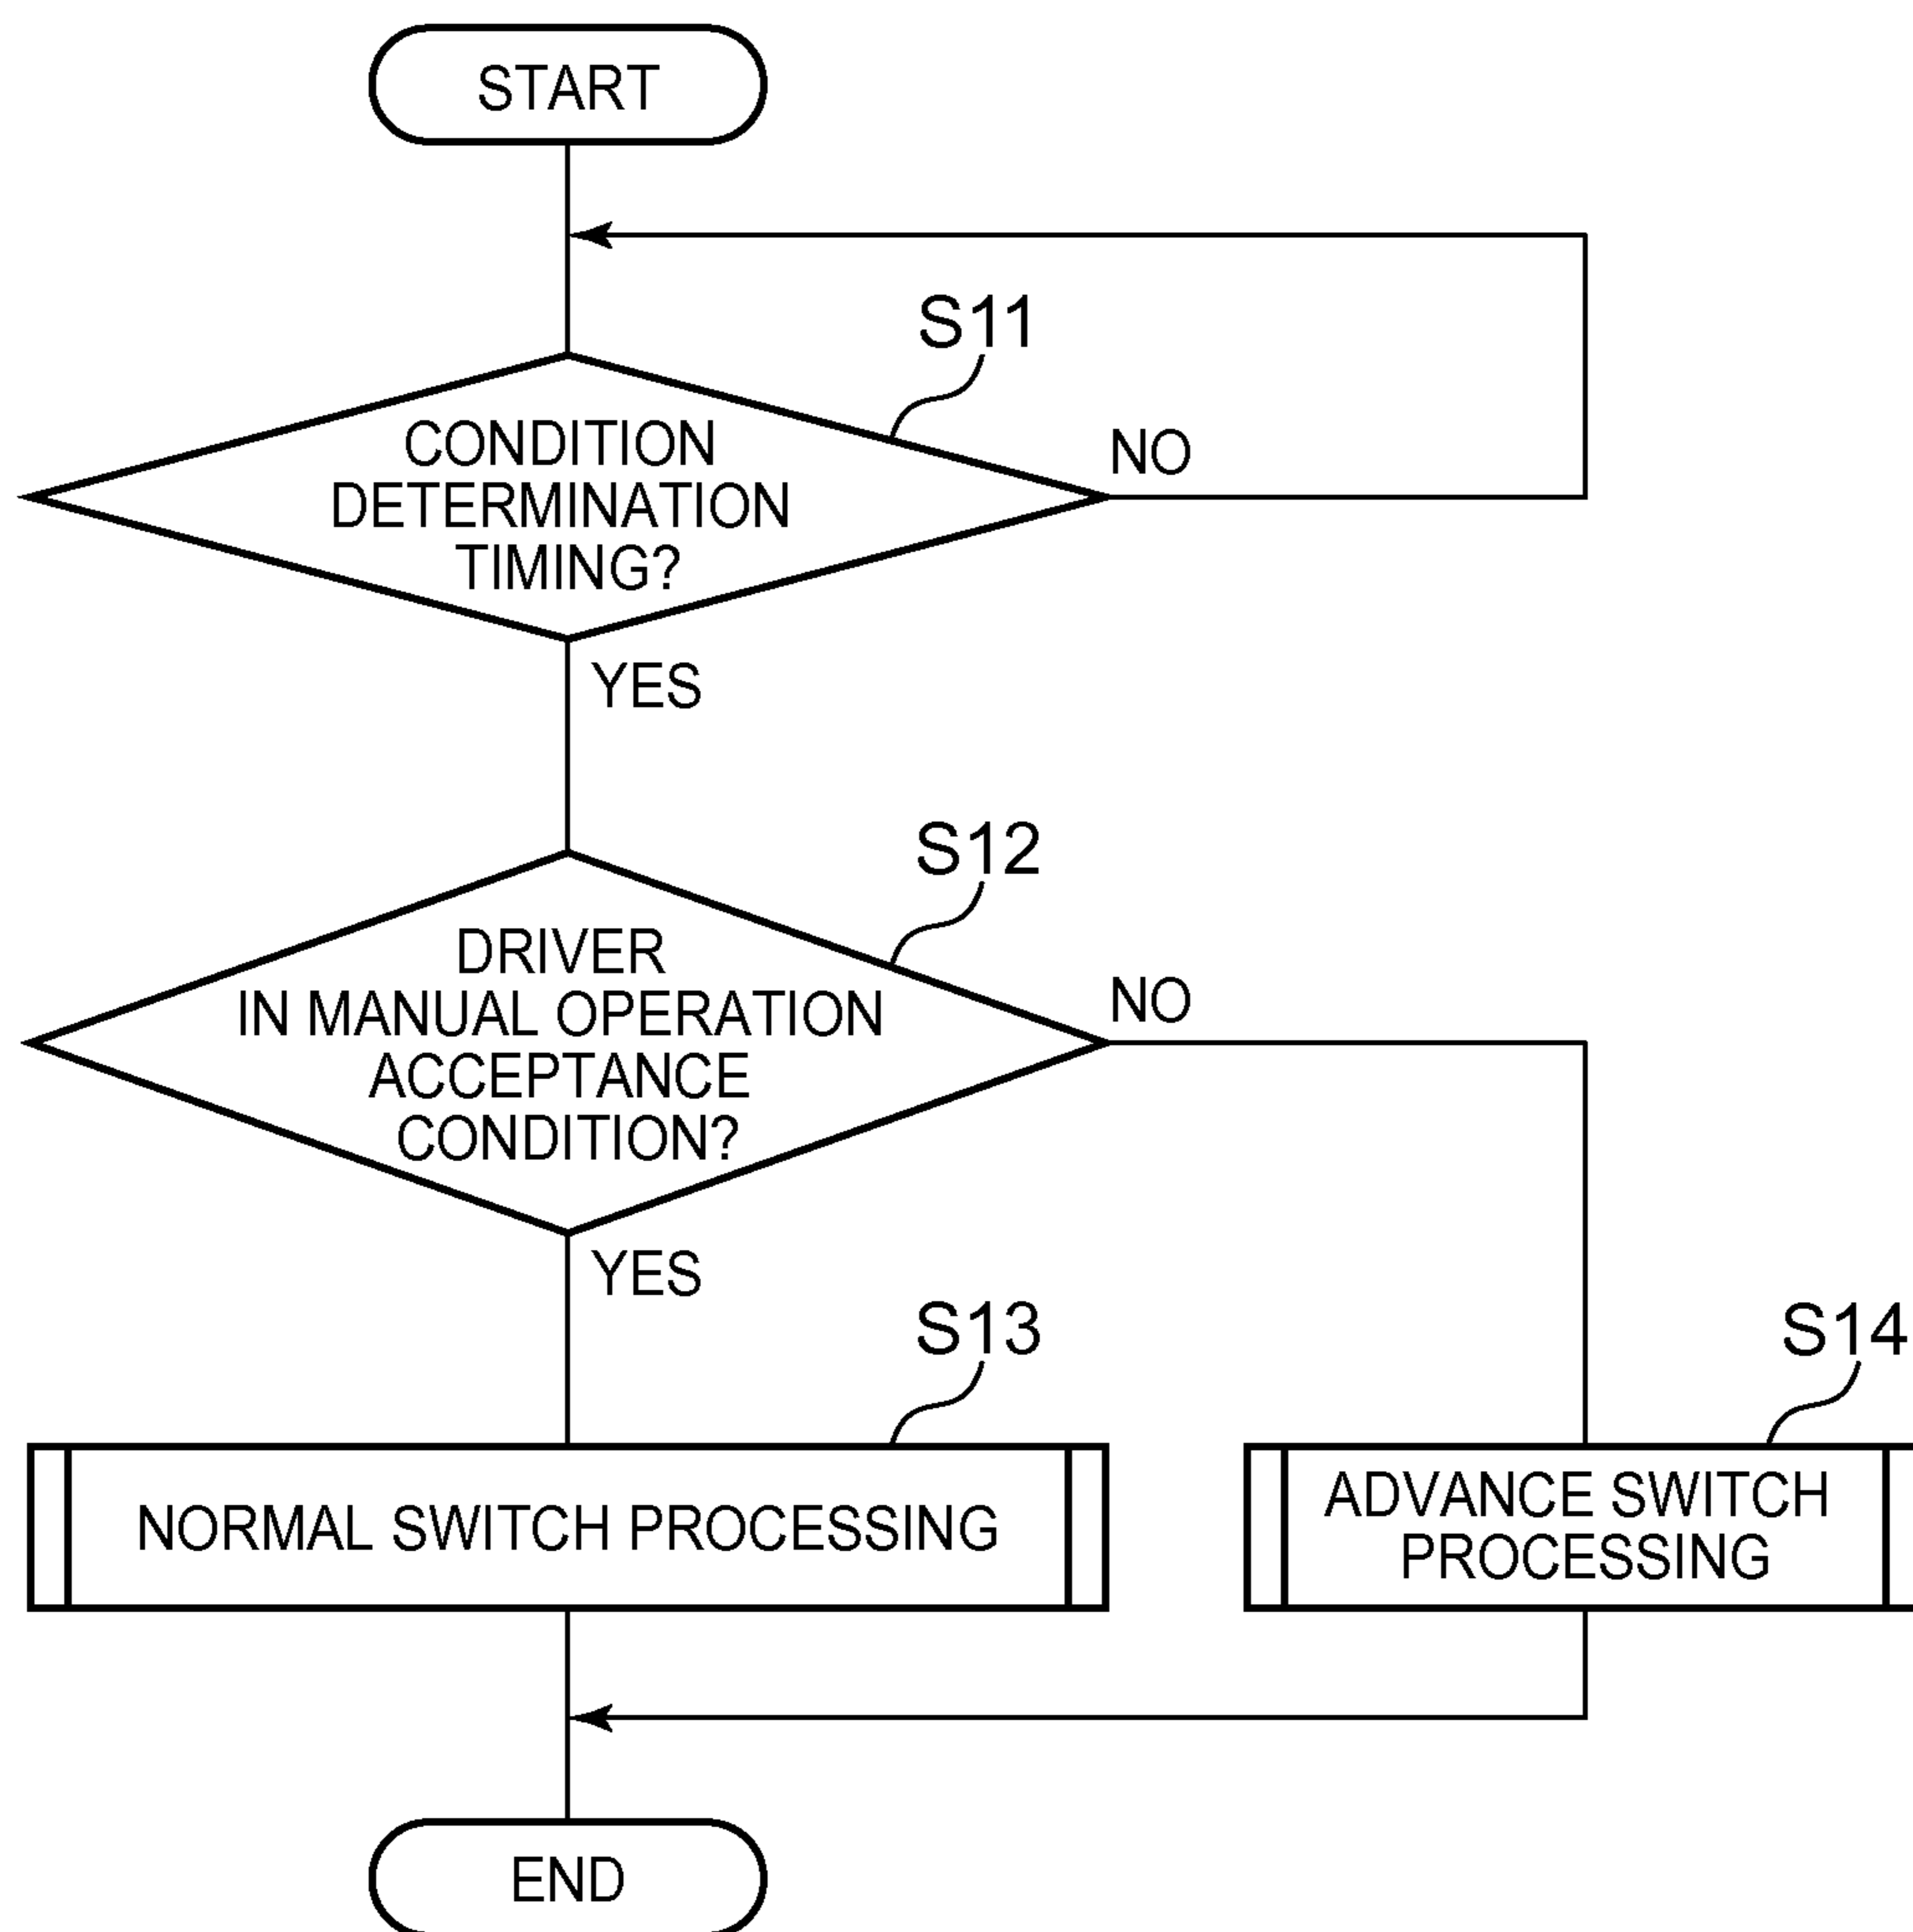 START
S11
CONDITION
DETERMINATION
TIMING?
NO
YES
S12
DRIVER
IN MANUAL OPERATION
ACCEPTANCE
CONDITION?
NO
YES
S13
NORMAL SWITCH PROCESSING
S14
ADVANCE SWITCH
PROCESSING
END